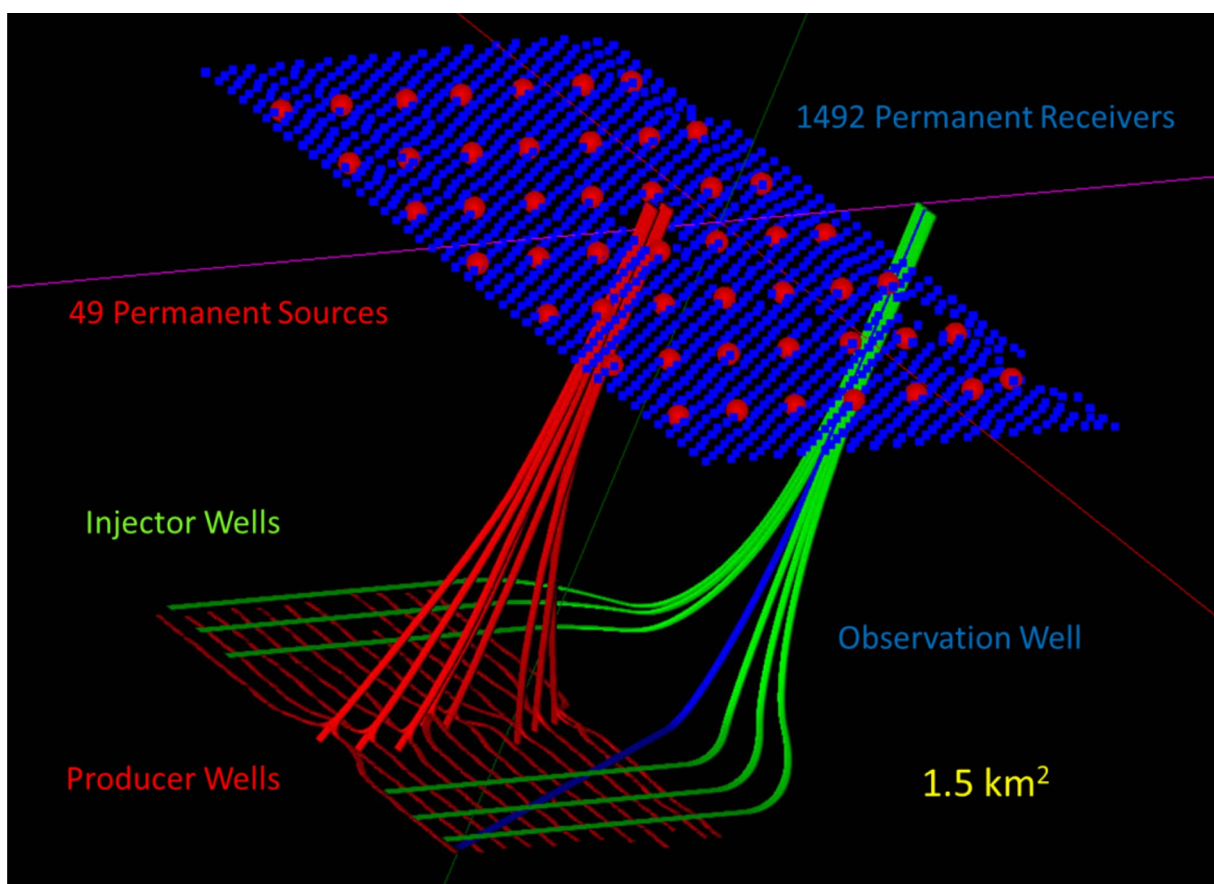 1492 Permanent Receivers
49 Permanent Sources
Injector Wells
Observation Well
Producer Wells
1.5 km²